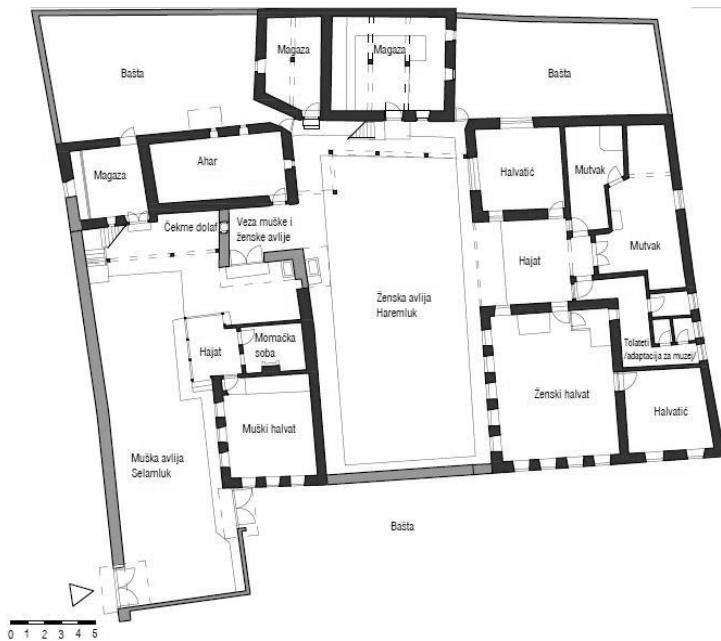 Magaza
Magaza
Bašta
Bašta
Magaza
Ahar
Halvatić
Mutvak
Čekme dolaf
Veza muške i
ženske avlije
Mutvak
Hajat
Ženska avlija
Haremluk
Hajat
Momačka
soba
Tolateti
/adaptacija za muzej/
Ženski halvat
Halvatić
Muški halvat
Muška avlija
Selamluk
Bašta
0 1 2 3 4 5